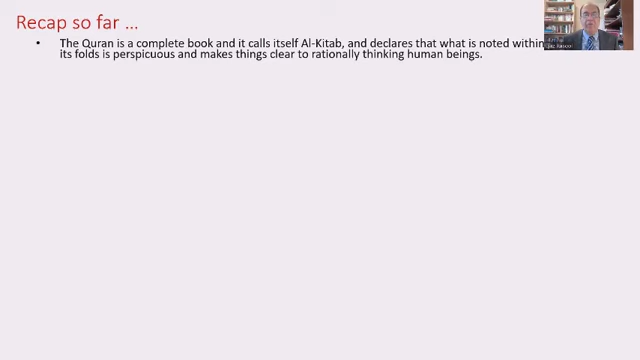 Recap so far ...
• The Quran is a complete book and it calls itself Al-Kitab, and declares that what is noted within
its folds is perspicuous and makes things clear to rationally thinking human beings.